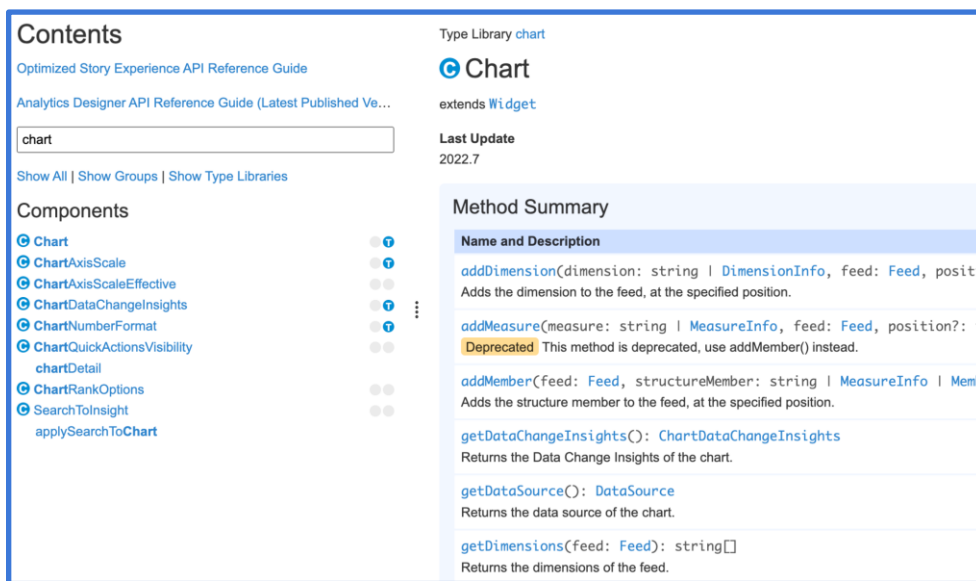 Contents
Optimized Story Experience API Reference Guide
Analytics Designer API Reference Guide (Latest Published Ve...
chart
Show All | Show Groups | Show Type Libraries
Components
C Chart T
C ChartAxisScale T
C ChartAxisScaleEffective
C ChartDataChangeInsights T
C ChartNumberFormat T
C ChartQuickActionsVisibility
chartDetail
C ChartRankOptions
C SearchToInsight
applySearchToChart
Type Library chart
C Chart
extends Widget
Last Update
2022.7
Method Summary
Name and Description
addDimension(dimension: string | DimensionInfo, feed: Feed, posit
Adds the dimension to the feed, at the specified position.
addMeasure(measure: string | MeasureInfo, feed: Feed, position?:
Deprecated This method is deprecated, use addMember() instead.
addMember(feed: Feed, structureMember: string | MeasureInfo | Mem
Adds the structure member to the feed, at the specified position.
getDataChangeInsights(): ChartDataChangeInsights
Returns the Data Change Insights of the chart.
getDataSource(): DataSource
Returns the data source of the chart.
getDimensions(feed: Feed): string[]
Returns the dimensions of the feed.